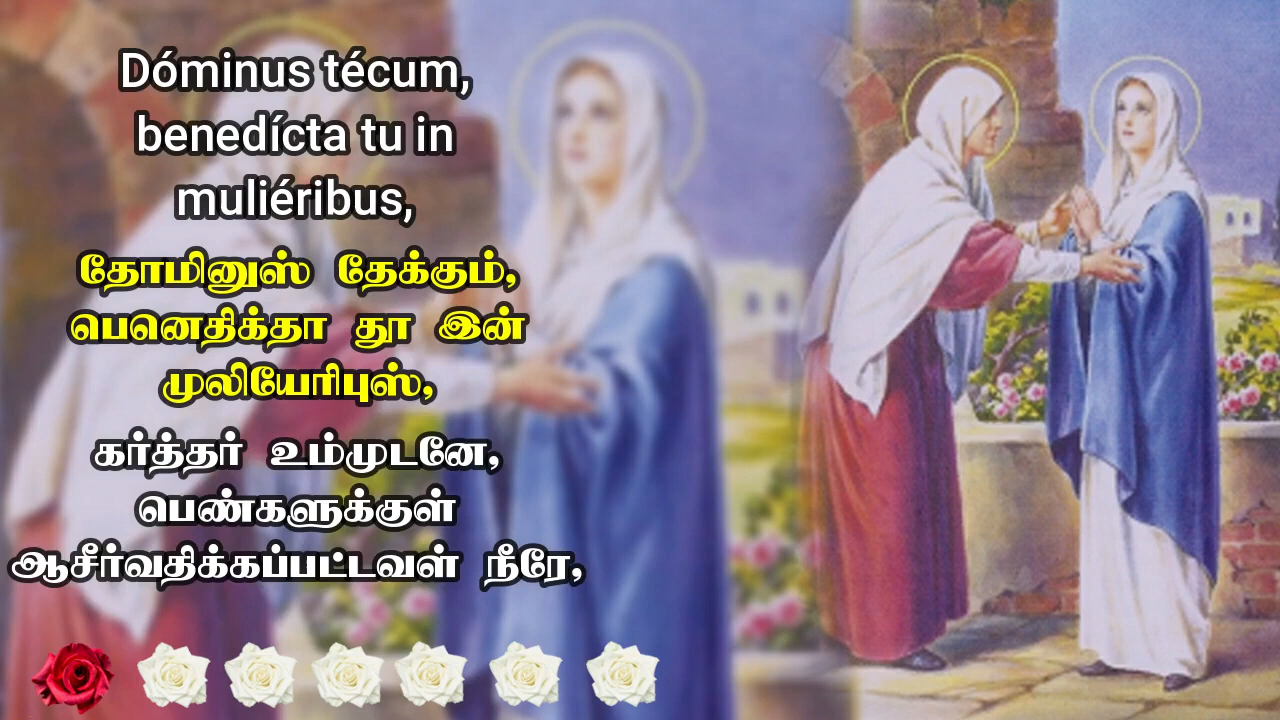 Dóminus técum,
benedícta tu in
muliéribus,
தோமினுஸ் தேக்கும்,
பெனெதிக்தா தூ இன்
முலியேரிபுஸ்,
கர்த்தர் உம்முடனே,
பெண்களுக்குள்
ஆசீர்வதிக்கப்பட்டவள் நீரே,